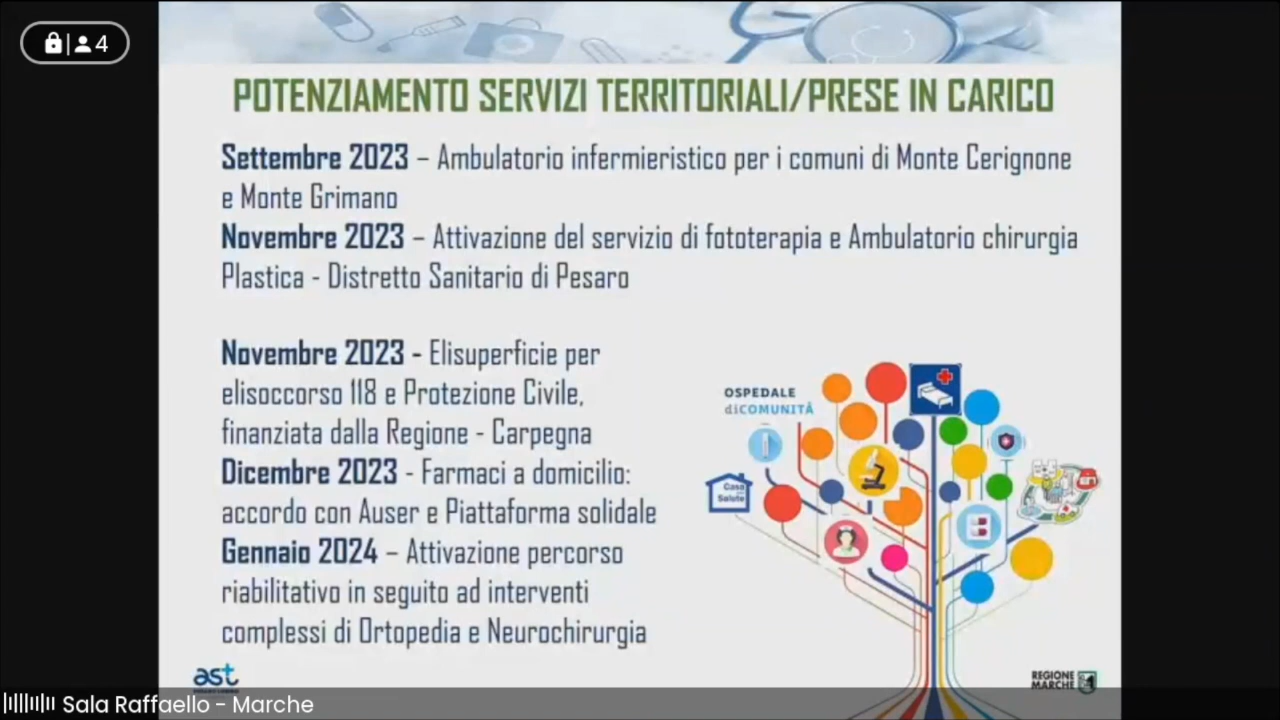 4
POTENZIAMENTO SERVIZI TERRITORIALI/PRESE IN CARICO
Settembre 2023 – Ambulatorio infermieristico per i comuni di Monte Cerignone
e Monte Grimano
Novembre 2023 – Attivazione del servizio di fototerapia e Ambulatorio chirurgia
Plastica - Distretto Sanitario di Pesaro
Novembre 2023 - Elisuperficie per
elisoccorso 118 e Protezione Civile,
finanziata dalla Regione - Carpegna
Dicembre 2023 - Farmaci a domicilio:
accordo con Auser e Piattaforma solidale
Gennaio 2024 – Attivazione percorso
riabilitativo in seguito ad interventi
complessi di Ortopedia e Neurochirurgia
OSPEDALE
diCOMUNITÀ
Casa
Salute
ast
REGIONE
MARCHE
Sala Raffaello - Marche